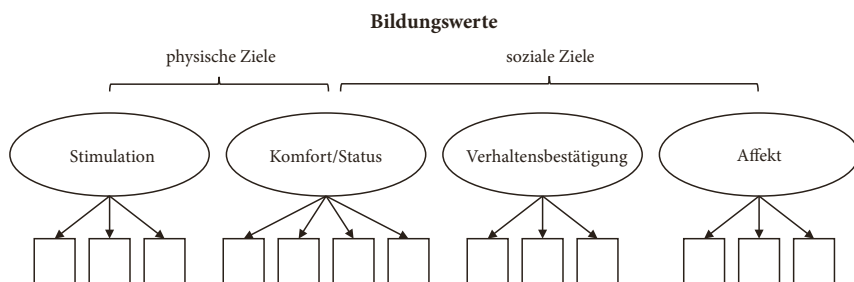 Bildungswerte
physische Ziele
soziale Ziele
Stimulation
Komfort/Status
Verhaltensbestätigung
Affekt